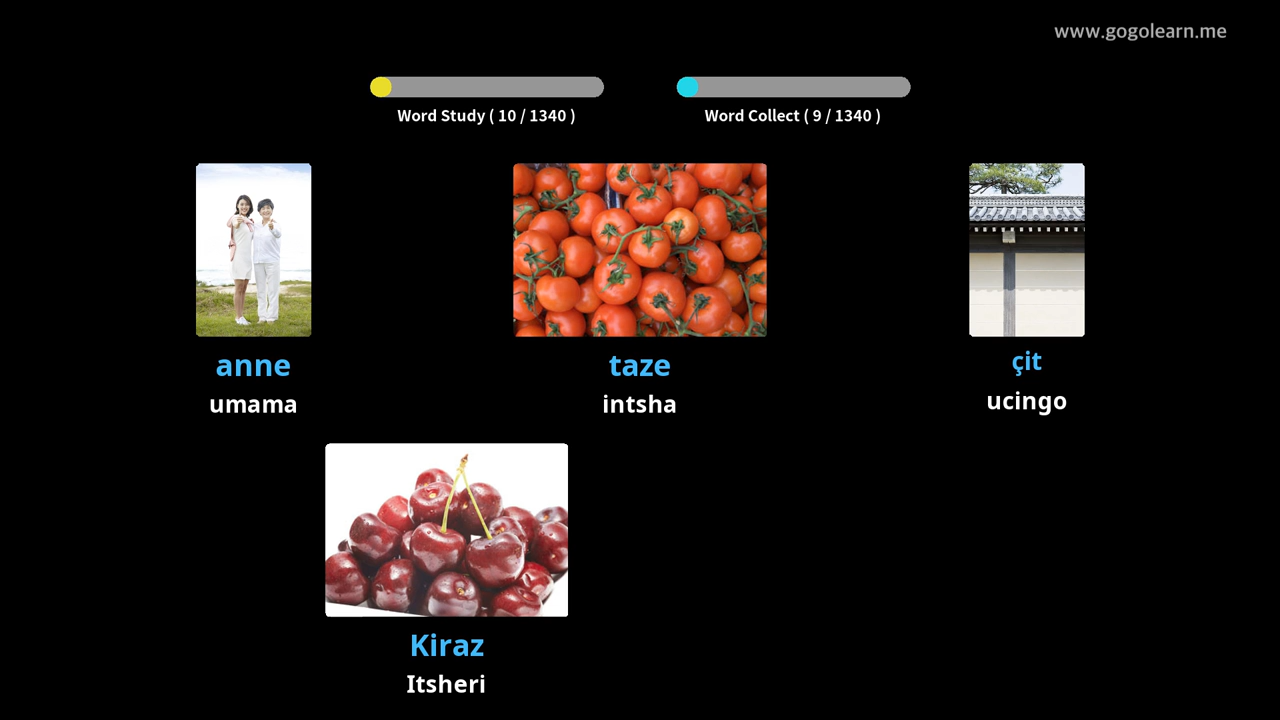 www.gogolearn.me
Word Study ( 10 / 1340 )
Word Collect ( 9 / 1340 )
anne
umama
taze
intsha
çit
ucingo
Kiraz
Itsheri